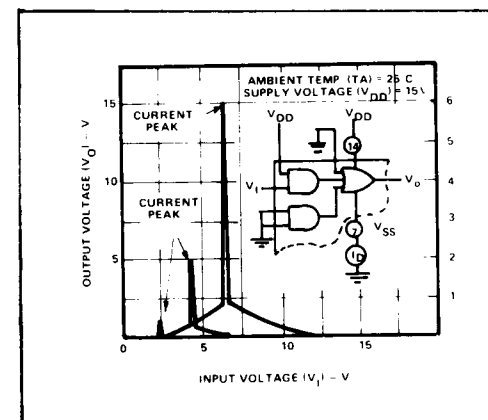 AMBIENT TEMP (TA) = 25 C
SUPPLY VOLTAGE (VDD) = 15V
CURRENT
PEAK
CURRENT
PEAK
VDD
VDD
14
VI
Vo
VSS
7
ID
OUTPUT VOLTAGE (VO) – V
15
10
5
0
5
10
15
6
5
4
3
2
1
INPUT VOLTAGE (VI) – V